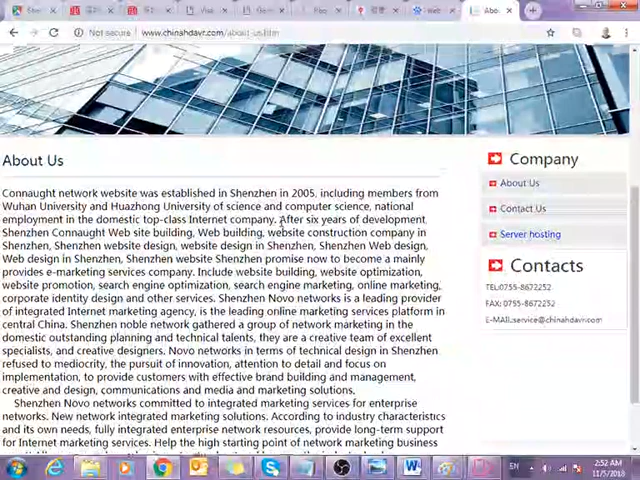 Not secure
www.chinahdavr.com/about-us.htm
About Us
Connaught network website was established in Shenzhen in 2005, including members from
Wuhan University and Huazhong University of science and computer science, national
employment in the domestic top-class Internet company. After six years of development,
Shenzhen Connaught Web site building, Web building, website construction company in
Shenzhen, Shenzhen website design, website design in Shenzhen, Shenzhen Web design,
Web design in Shenzhen, Shenzhen website Shenzhen promise now to become a mainly
provides e-marketing services company. Include website building, website optimization,
website promotion, search engine optimization, search engine marketing, online marketing,
corporate identity design and other services. Shenzhen Novo networks is a leading provider
of integrated Internet marketing agency, is the leading online marketing services platform in
central China. Shenzhen noble network gathered a group of network marketing in the
domestic outstanding planning and technical talents, they are a creative team of excellent
specialists, and creative designers. Novo networks in terms of technical design in Shenzhen
refused to mediocrity, the pursuit of innovation, attention to detail and focus on
implementation, to provide customers with effective brand building and management,
creative and design, communications and media and marketing solutions.
Shenzhen Novo networks committed to integrated marketing services for enterprise
networks. New network integrated marketing solutions. According to industry characteristics
and its own needs, fully integrated enterprise network resources, provide long-term support
for Internet marketing services. Help the high starting point of network marketing business
Company
About Us
Contact Us
Server hosting
Contacts
TEL:0755-8672252
FAX: 0755-8672252
E-MAIL:service@chinahdavr.com
EN
2:52 AM
11/5/2018